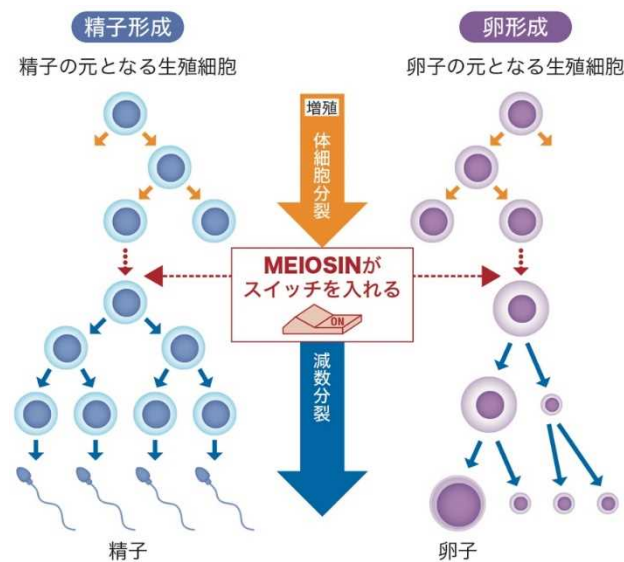 精子形成
卵形成
精子の元となる生殖細胞
卵子の元となる生殖細胞
増殖
体細胞分裂
MEIOSINが
スイッチを入れる
ON
減数分裂
精子
卵子